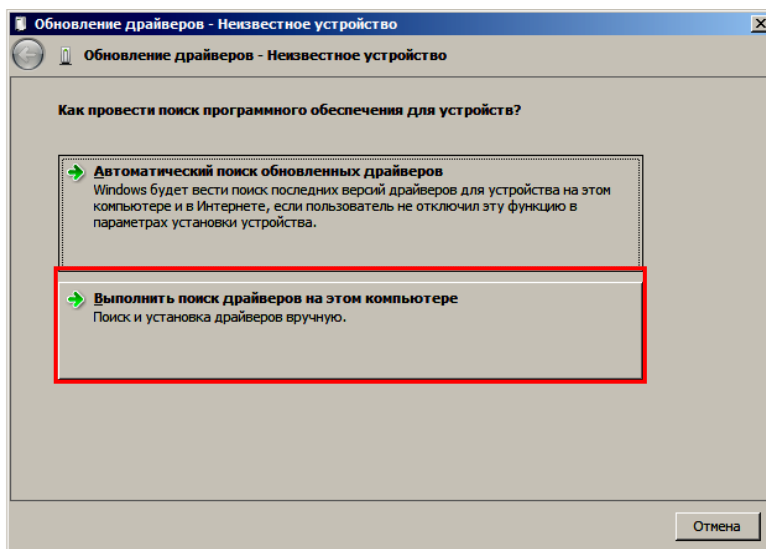 Обновление драйверов - Неизвестное устройство
Обновление драйверов - Неизвестное устройство
Как провести поиск программного обеспечения для устройств?
Автоматический поиск обновленных драйверов
Windows будет вести поиск последних версий драйверов для устройства на этом
компьютере и в Интернете, если пользователь не отключил эту функцию в
параметрах установки устройства.
Выполнить поиск драйверов на этом компьютере
Поиск и установка драйверов вручную.
Отмена